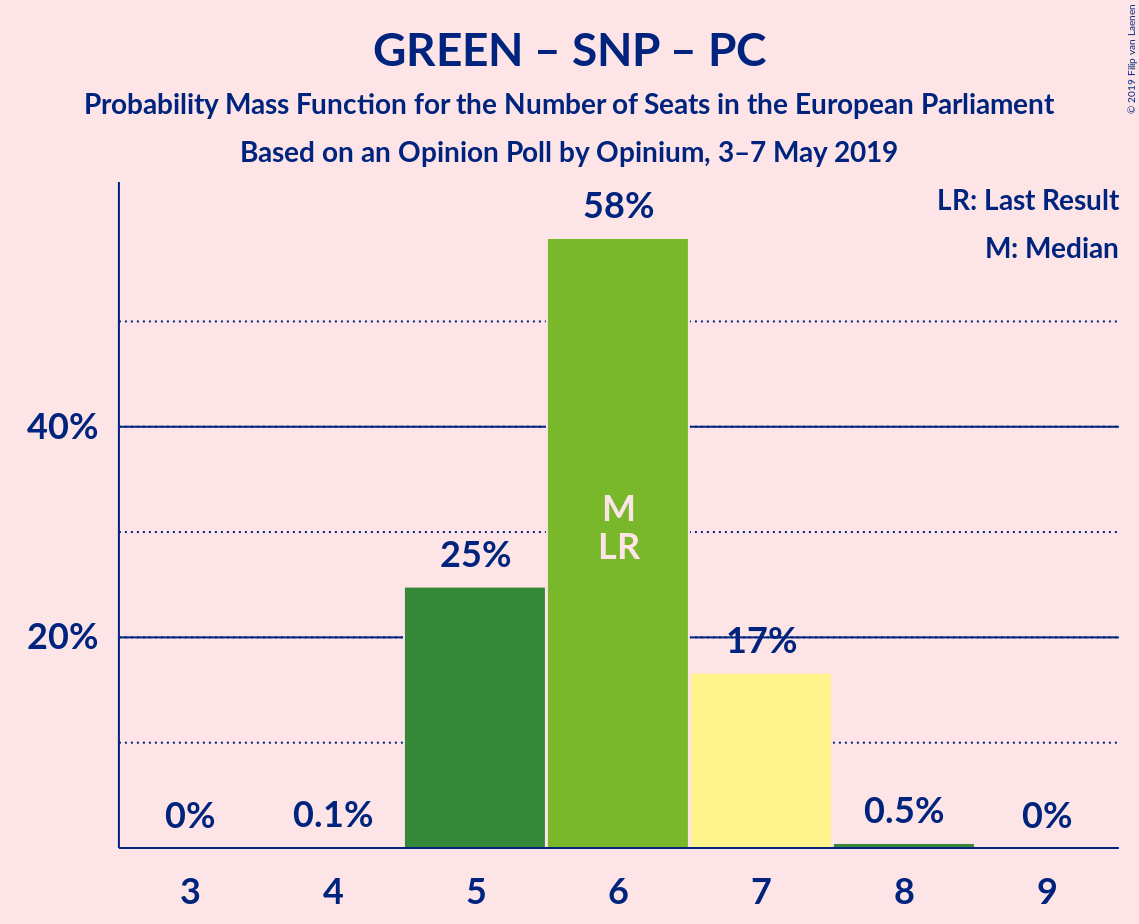 GREEN – SNP – PC
Probability Mass Function for the Number of Seats in the European Parliament
Based on an Opinion Poll by Opinium, 3–7 May 2019
© 2019 Filip van Laenen
LR: Last Result
M: Median
58%
40%
20%
M
LR
25%
17%
0%
0.1%
0.5%
0%
3
4
5
6
7
8
9